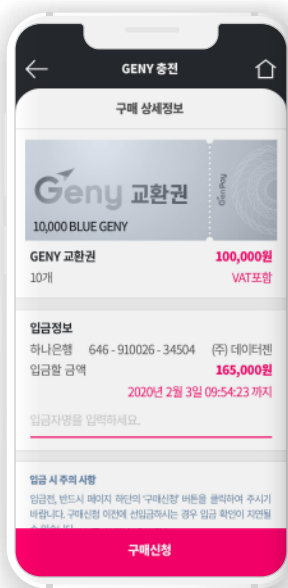 GENY 충전
구매 상세정보
Geny 교환권
GenPay
10,000 BLUE GENY
GENY 교환권 100,000원
10개 VAT포함
입금정보
하나은행 646 - 910026 - 34504 (주) 데이터젠
입금할 금액 165,000원
2020년 2월 3일 09:54:23 까지
입금자명을 입력하세요.
입금 시 주의 사항
입금전, 반드시 페이지 하단의 '구매신청' 버튼을 클릭하여 주시기
바랍니다. 구매신청 이전에 선입금하시는 경우 입금 확인이 지연될
구매신청